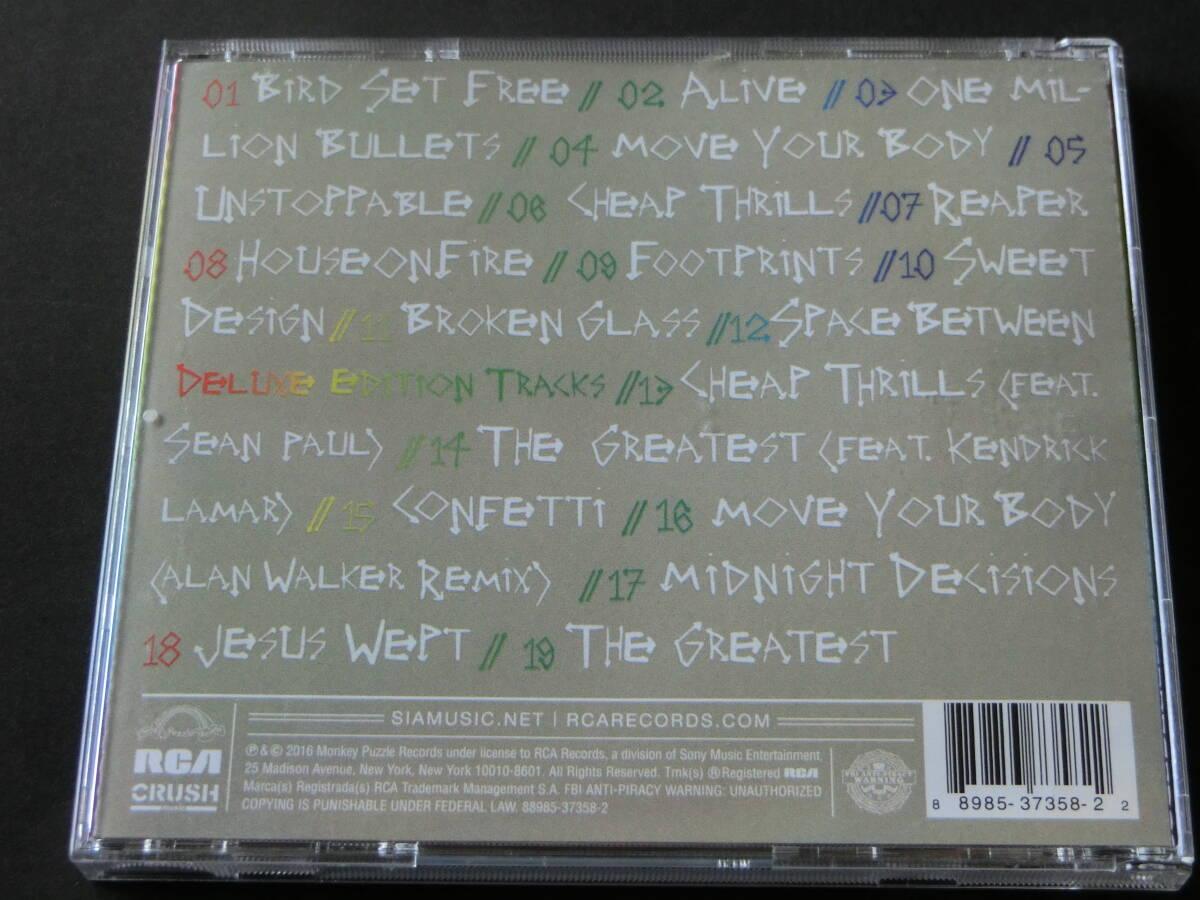 01 Bird Set Free // 02 Alive // 03 One Mil-
lion Bullets // 04 Move Your Body // 05
Unstoppable // 06 Cheap Thrills // 07 Reaper
08 House on Fire // 09 Footprints // 10 Sweet
Design // 11 Broken Glass // 12 Space Between
Deluxe Edition Tracks // 13 Cheap Thrills (feat.
Sean Paul) // 14 The Greatest (feat. Kendrick
Lamar) // 15 Confetti // 16 Move Your Body
(Alan Walker Remix) // 17 Midnight Decisions
18 Jesus Wept // 19 The Greatest
SIAMUSIC.NET | RCARECORDS.COM
RCA
CRUSH
℗ & © 2016 Monkey Puzzle Records under license to RCA Records, a division of Sony Music Entertainment,
25 Madison Avenue, New York, New York 10010-8601. All Rights Reserved. Tmk(s) ® Registered RCA
Marca(s) Registrada(s) RCA Trademark Management S.A. FBI ANTI-PIRACY WARNING: UNAUTHORIZED
COPYING IS PUNISHABLE UNDER FEDERAL LAW. 88985-37358-2
FBI ANTI-PIRACY
WARNING
8 8985-37358-2 2